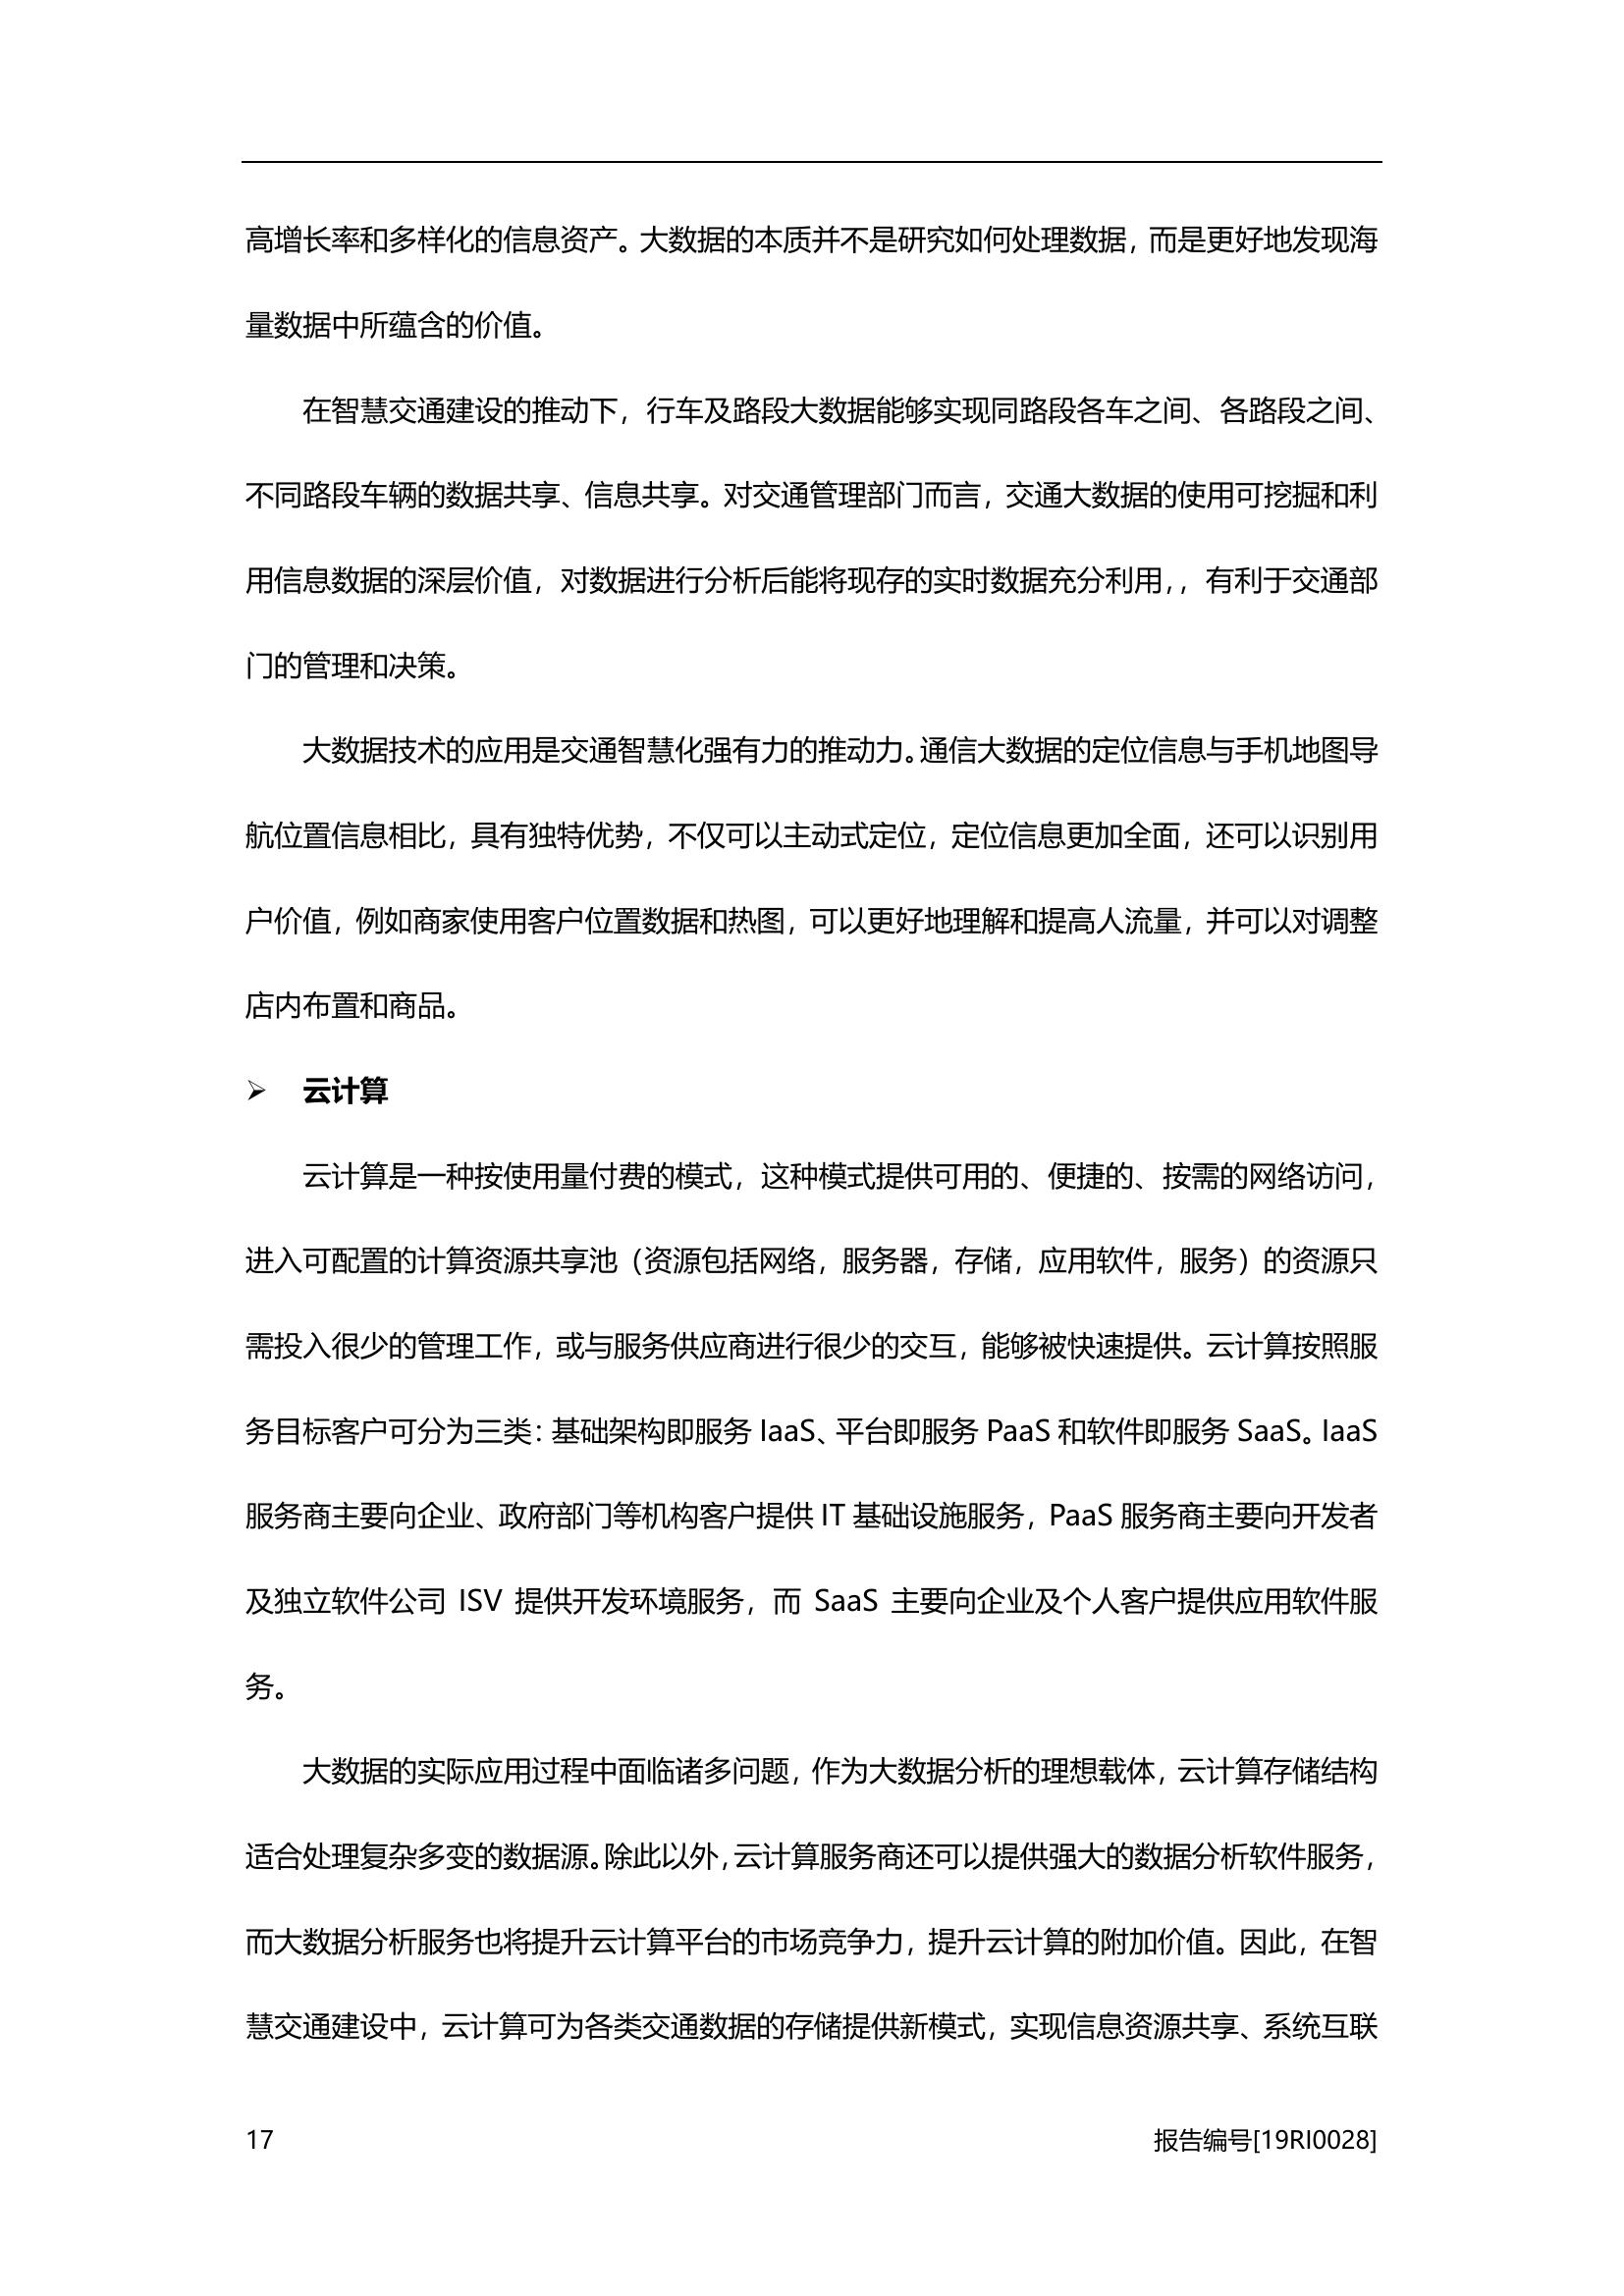 高增长率和多样化的信息资产。大数据的本质并不是研究如何处理数据，而是更好地发现海
量数据中所蕴含的价值。
在智慧交通建设的推动下，行车及路段大数据能够实现同路段各车之间、各路段之间、
不同路段车辆的数据共享、信息共享。对交通管理部门而言，交通大数据的使用可挖掘和利
用信息数据的深层价值，对数据进行分析后能将现存的实时数据充分利用，，有利于交通部
门的管理和决策。
大数据技术的应用是交通智慧化强有力的推动力。通信大数据的定位信息与手机地图导
航位置信息相比，具有独特优势，不仅可以主动式定位，定位信息更加全面，还可以识别用
户价值，例如商家使用客户位置数据和热图，可以更好地理解和提高人流量，并可以对调整
店内布置和商品。
➢ 云计算
云计算是一种按使用量付费的模式，这种模式提供可用的、便捷的、按需的网络访问，
进入可配置的计算资源共享池（资源包括网络，服务器，存储，应用软件，服务）的资源只
需投入很少的管理工作，或与服务供应商进行很少的交互，能够被快速提供。云计算按照服
务目标客户可分为三类：基础架构即服务 IaaS、平台即服务 PaaS 和软件即服务 SaaS。IaaS
服务商主要向企业、政府部门等机构客户提供 IT 基础设施服务，PaaS 服务商主要向开发者
及独立软件公司 ISV 提供开发环境服务，而 SaaS 主要向企业及个人客户提供应用软件服
务。
大数据的实际应用过程中面临诸多问题，作为大数据分析的理想载体，云计算存储结构
适合处理复杂多变的数据源。除此以外，云计算服务商还可以提供强大的数据分析软件服务，
而大数据分析服务也将提升云计算平台的市场竞争力，提升云计算的附加价值。因此，在智
慧交通建设中，云计算可为各类交通数据的存储提供新模式，实现信息资源共享、系统互联
17 报告编号[19RI0028]